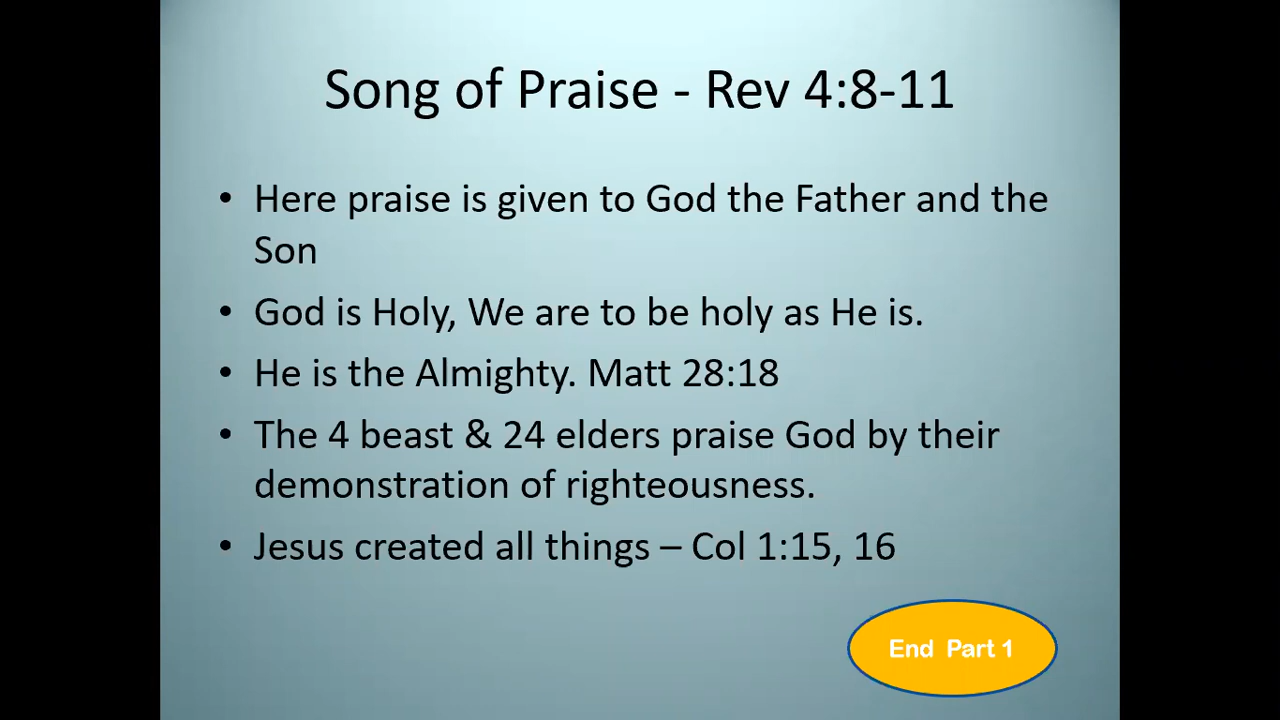 Song of Praise - Rev 4:8-11
• Here praise is given to God the Father and the
Son
• God is Holy, We are to be holy as He is.
• He is the Almighty. Matt 28:18
• The 4 beast & 24 elders praise God by their
demonstration of righteousness.
• Jesus created all things – Col 1:15, 16
End Part 1